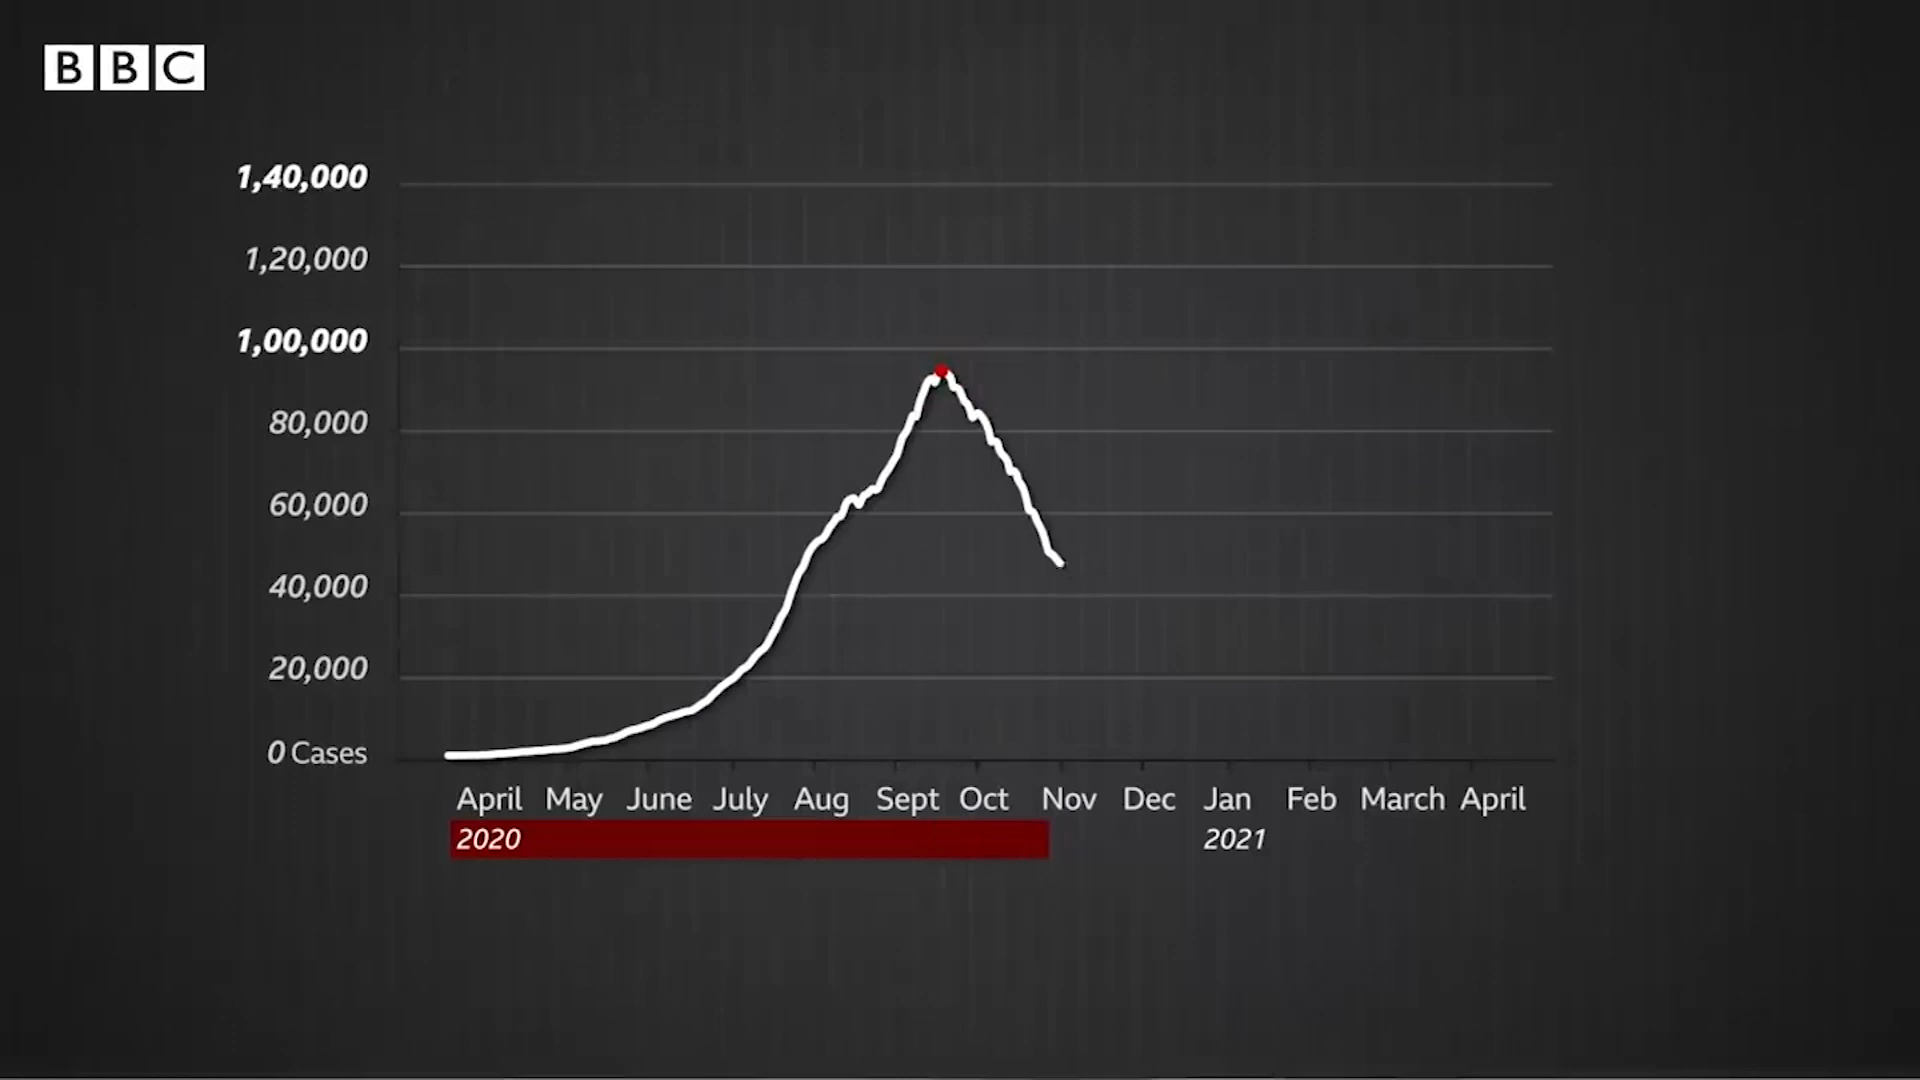 BBC
1,40,000
1,20,000
1,00,000
80,000
60,000
40,000
20,000
0 Cases
April May June July Aug Sept Oct Nov Dec Jan Feb March April
2020 2021